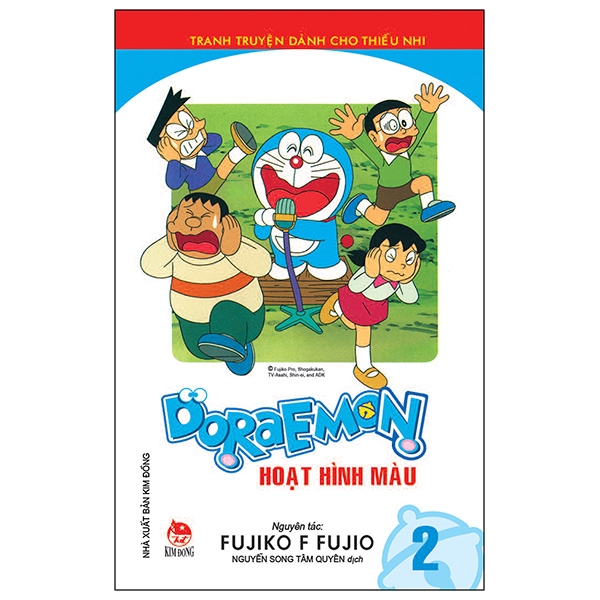 TRANH TRUYỆN DÀNH CHO THIẾU NHI
© Fujiko-Pro, Shogakukan,
TV-Asahi, Shin-ei, and ADK
DORAEMON
HOẠT HÌNH MÀU
NHÀ XUẤT BẢN KIM ĐỒNG
KIM ĐỒNG
Nguyên tác:
FUJIKO F FUJIO
NGUYỄN SONG TÂM QUYÊN dịch
2